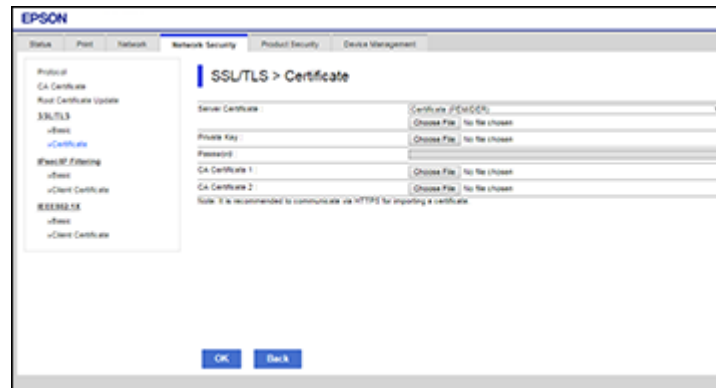 EPSON
Status Print Network Network Security Product Security Device Management
Protocol
CA Certificate
Root Certificate Update
SSL/TLS
»Basic
»Certificate
IPsec/IP Filtering
»Basic
»Client Certificate
IEEE802.1X
»Basic
»Client Certificate
SSL/TLS > Certificate
Server Certificate : Certificate (PEM/DER)
Choose File No file chosen
Private Key : Choose File No file chosen
Password :
CA Certificate 1 : Choose File No file chosen
CA Certificate 2 : Choose File No file chosen
Note: It is recommended to communicate via HTTPS for importing a certificate.
OK Back